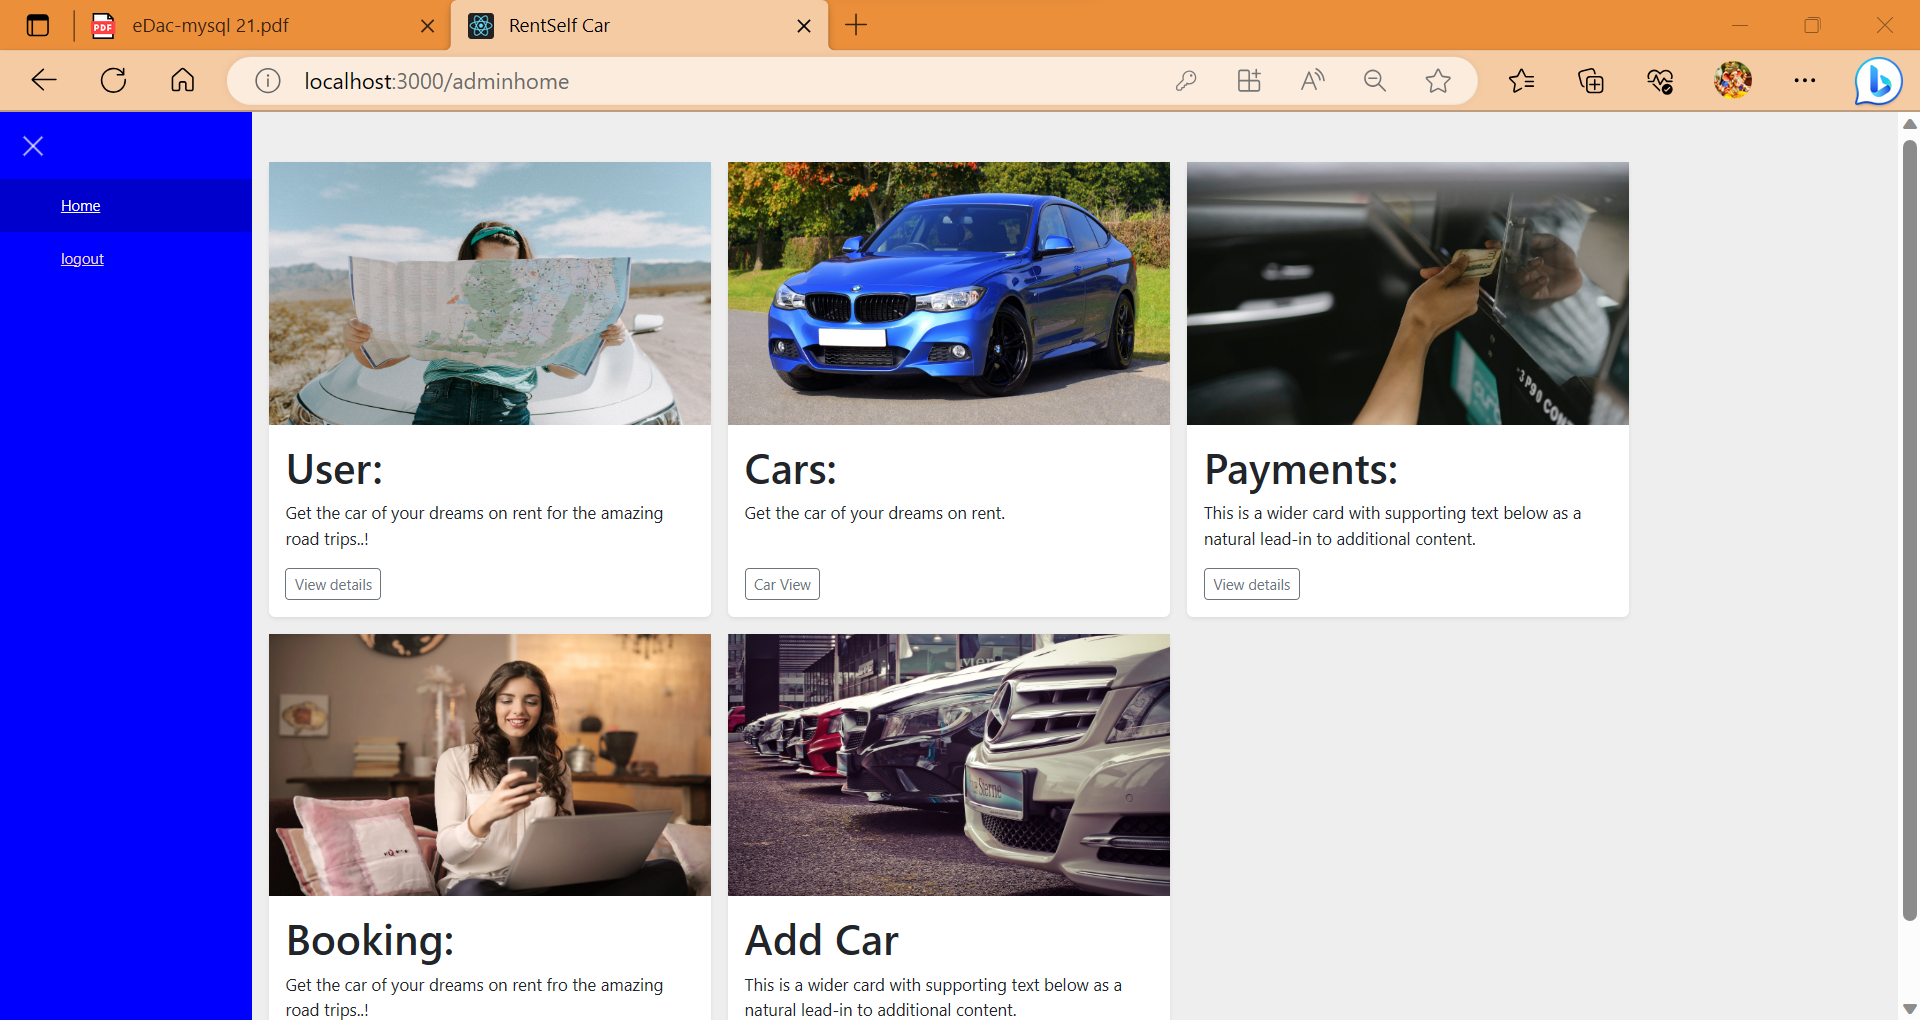 PDF
eDac-mysql 21.pdf
RentSelf Car
localhost:3000/adminhome
Home
logout
User:
Get the car of your dreams on rent for the amazing
road trips..!
View details
Cars:
Get the car of your dreams on rent.
Car View
Payments:
This is a wider card with supporting text below as a
natural lead-in to additional content.
View details
Booking:
Get the car of your dreams on rent fro the amazing
road trips..!
Add Car
This is a wider card with supporting text below as a
natural lead-in to additional content.